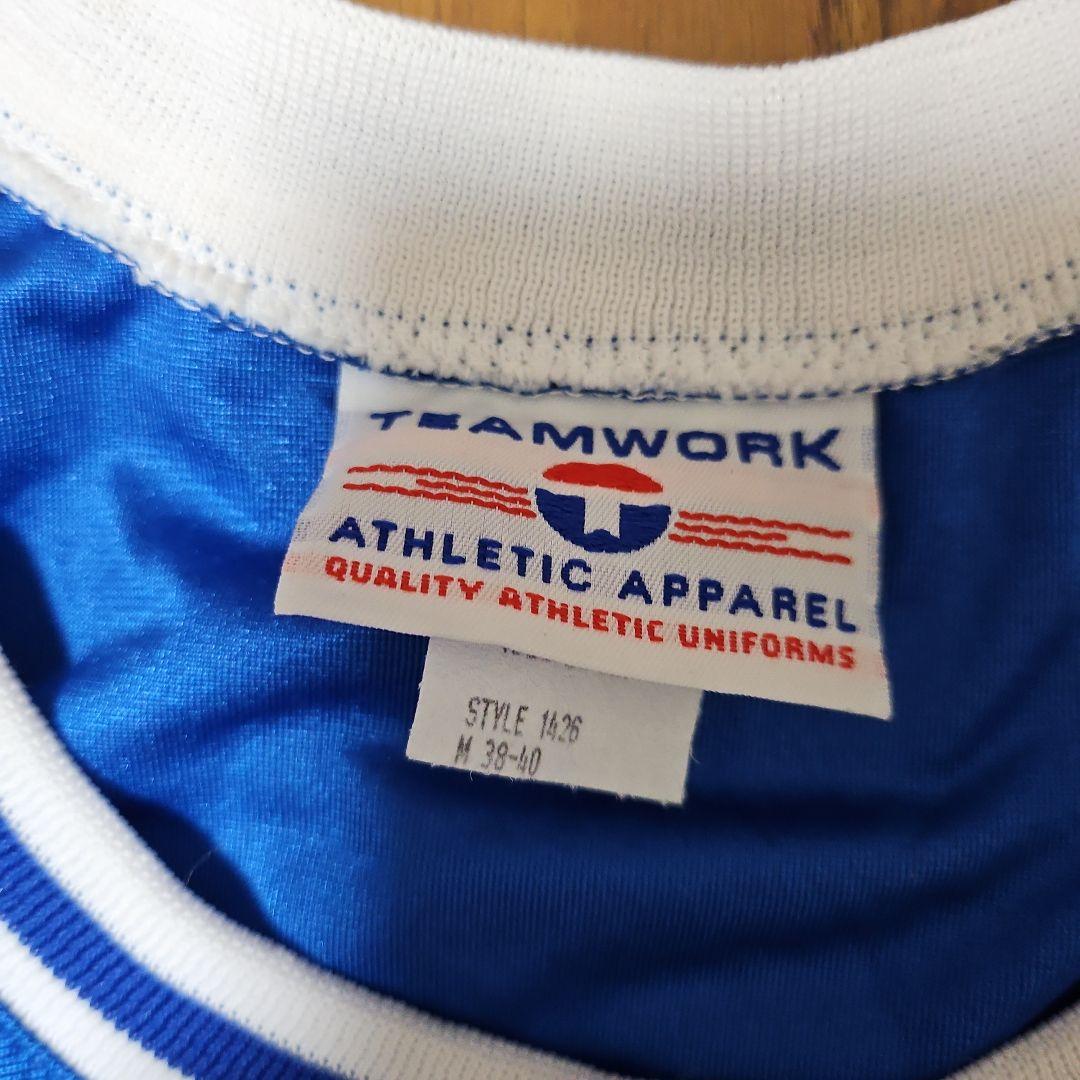 TEAMWORK
ATHLETIC APPAREL
QUALITY ATHLETIC UNIFORMS
STYLE 1426
M 38-40